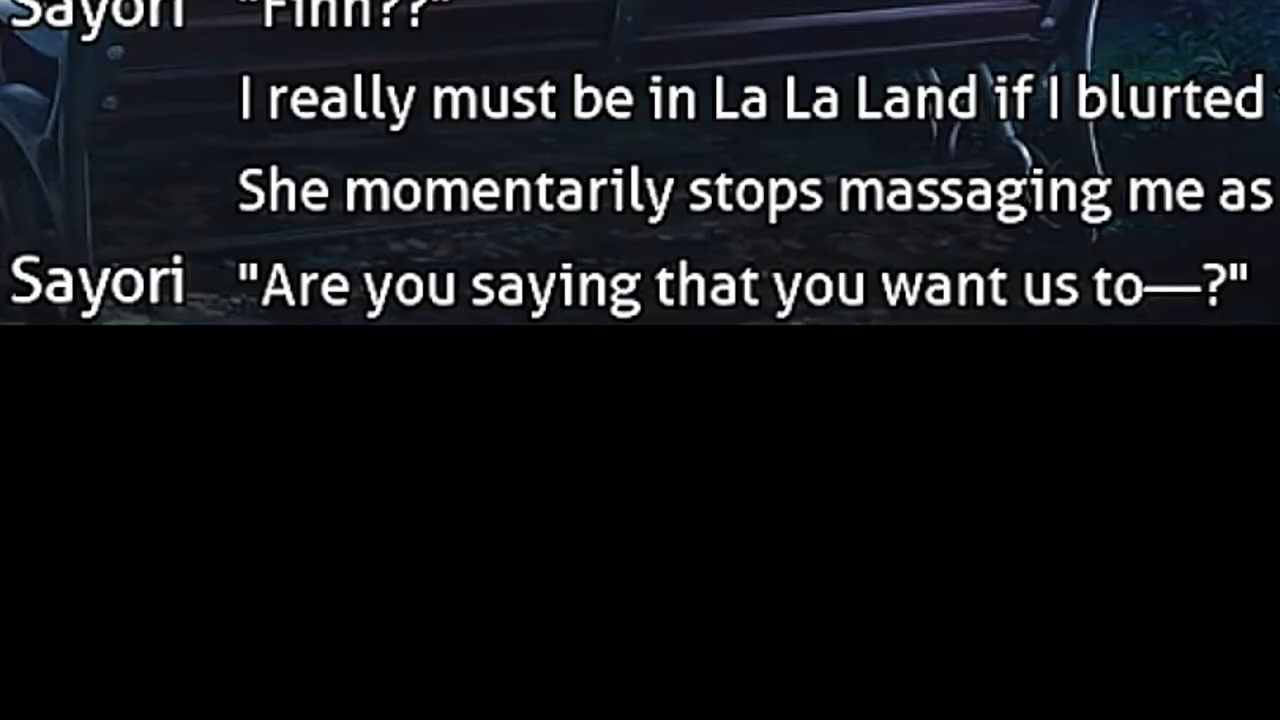 Sayori "Finn??"
I really must be in La La Land if I blurted
She momentarily stops massaging me as
Sayori "Are you saying that you want us to—?"